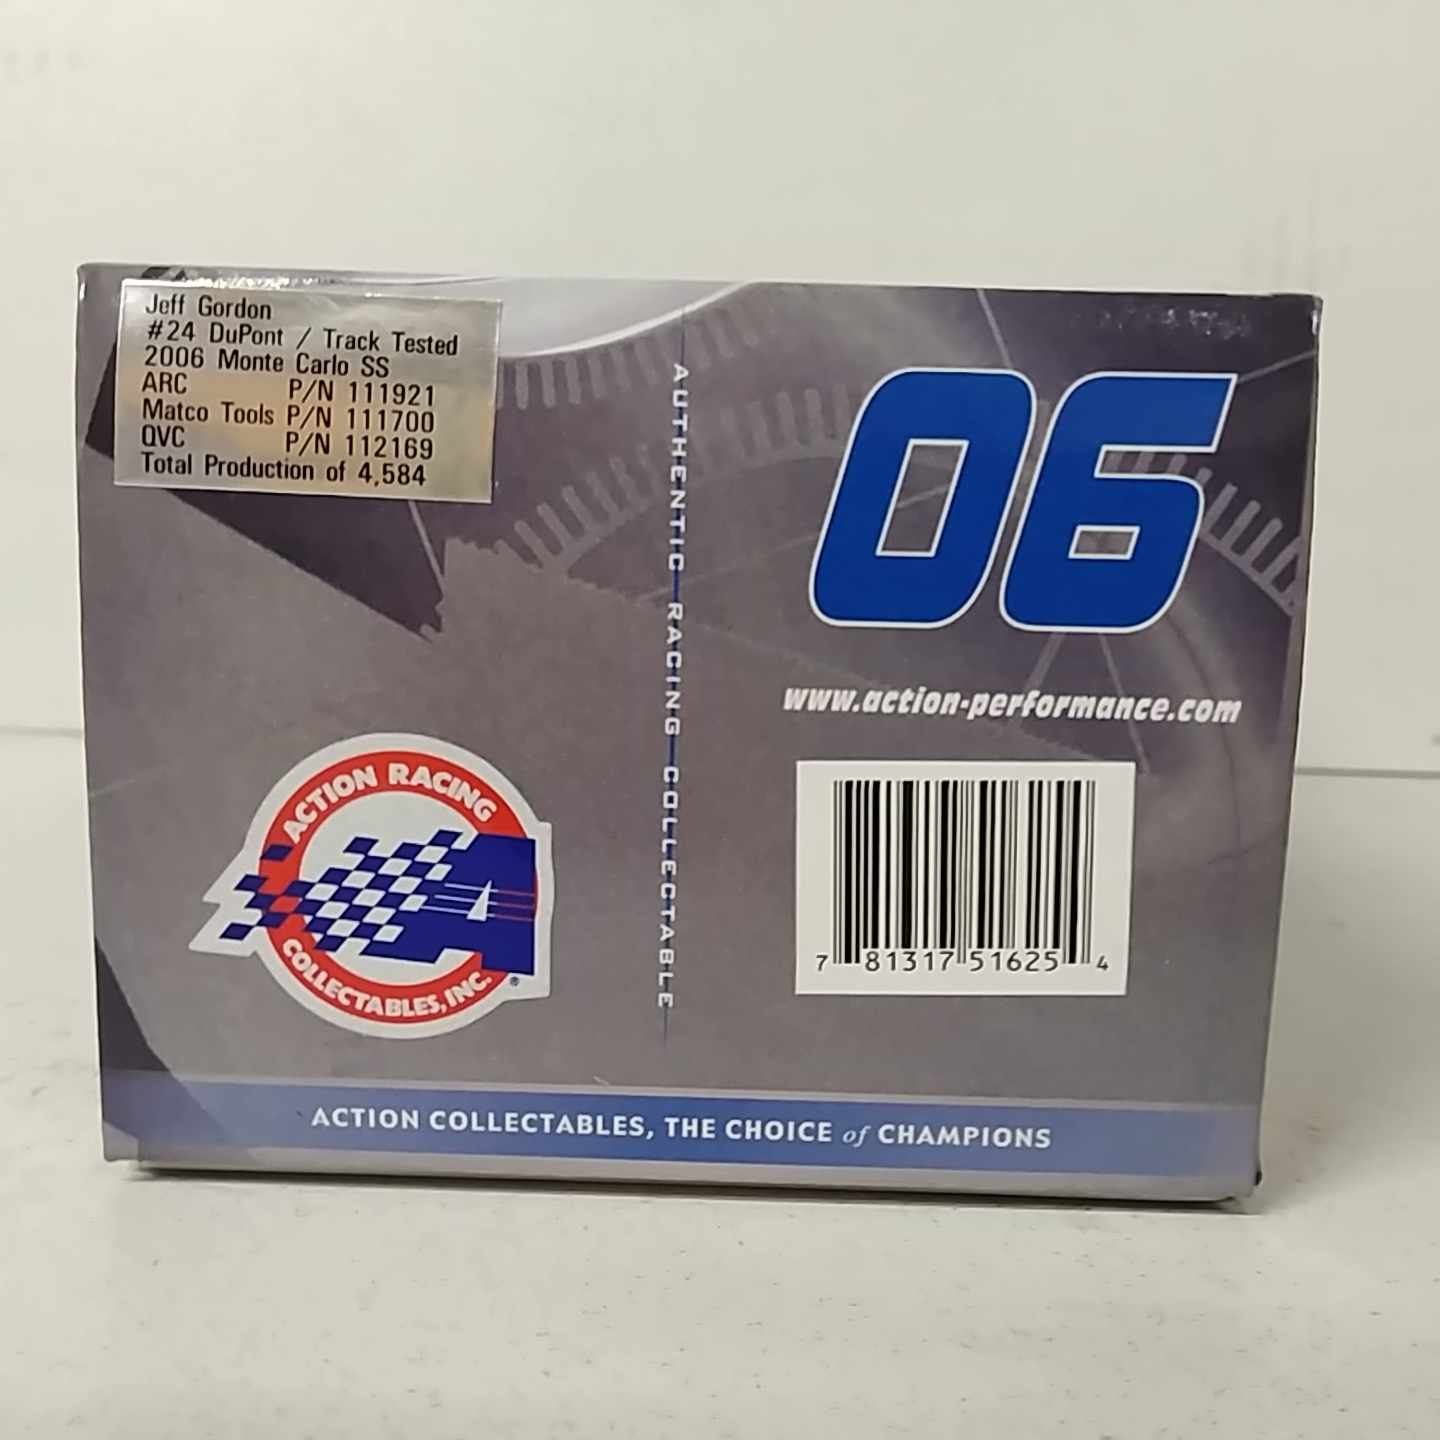 Jeff Gordon
#24 DuPont / Track Tested
2006 Monte Carlo SS
ARC P/N 111921
Matco Tools P/N 111700
QVC P/N 112169
Total Production of 4,584
AUTHENTIC RACING COLLECTABLE
06
www.action-performance.com
ACTION RACING
COLLECTABLES, INC.®
7 81317 51625 4
ACTION COLLECTABLES, THE CHOICE of CHAMPIONS